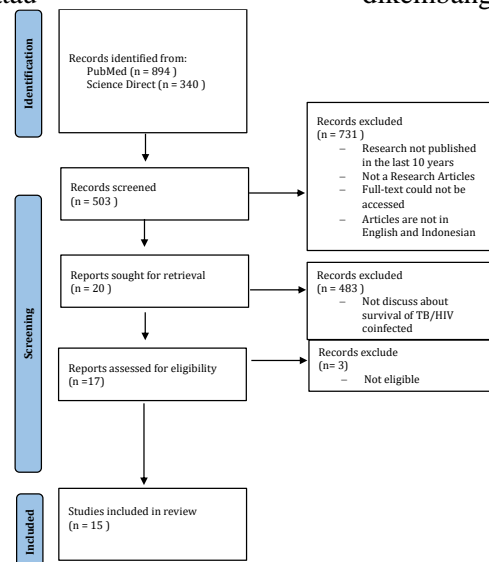 dikembang
Identification
Records identified from:
PubMed (n = 894 )
Science Direct (n = 340 )
Records excluded
(n = 731 )
– Research not published
in the last 10 years
– Not a Research Articles
– Full-text could not be
accessed
– Articles are not in
English and Indonesian
Screening
Records screened
(n = 503 )
Reports sought for retrieval
(n = 20 )
Records excluded
(n = 483 )
– Not discuss about
survival of TB/HIV
coinfected
Reports assessed for eligibility
(n =17)
Records exclude
(n= 3)
– Not eligible
Included
Studies included in review
(n = 15 )